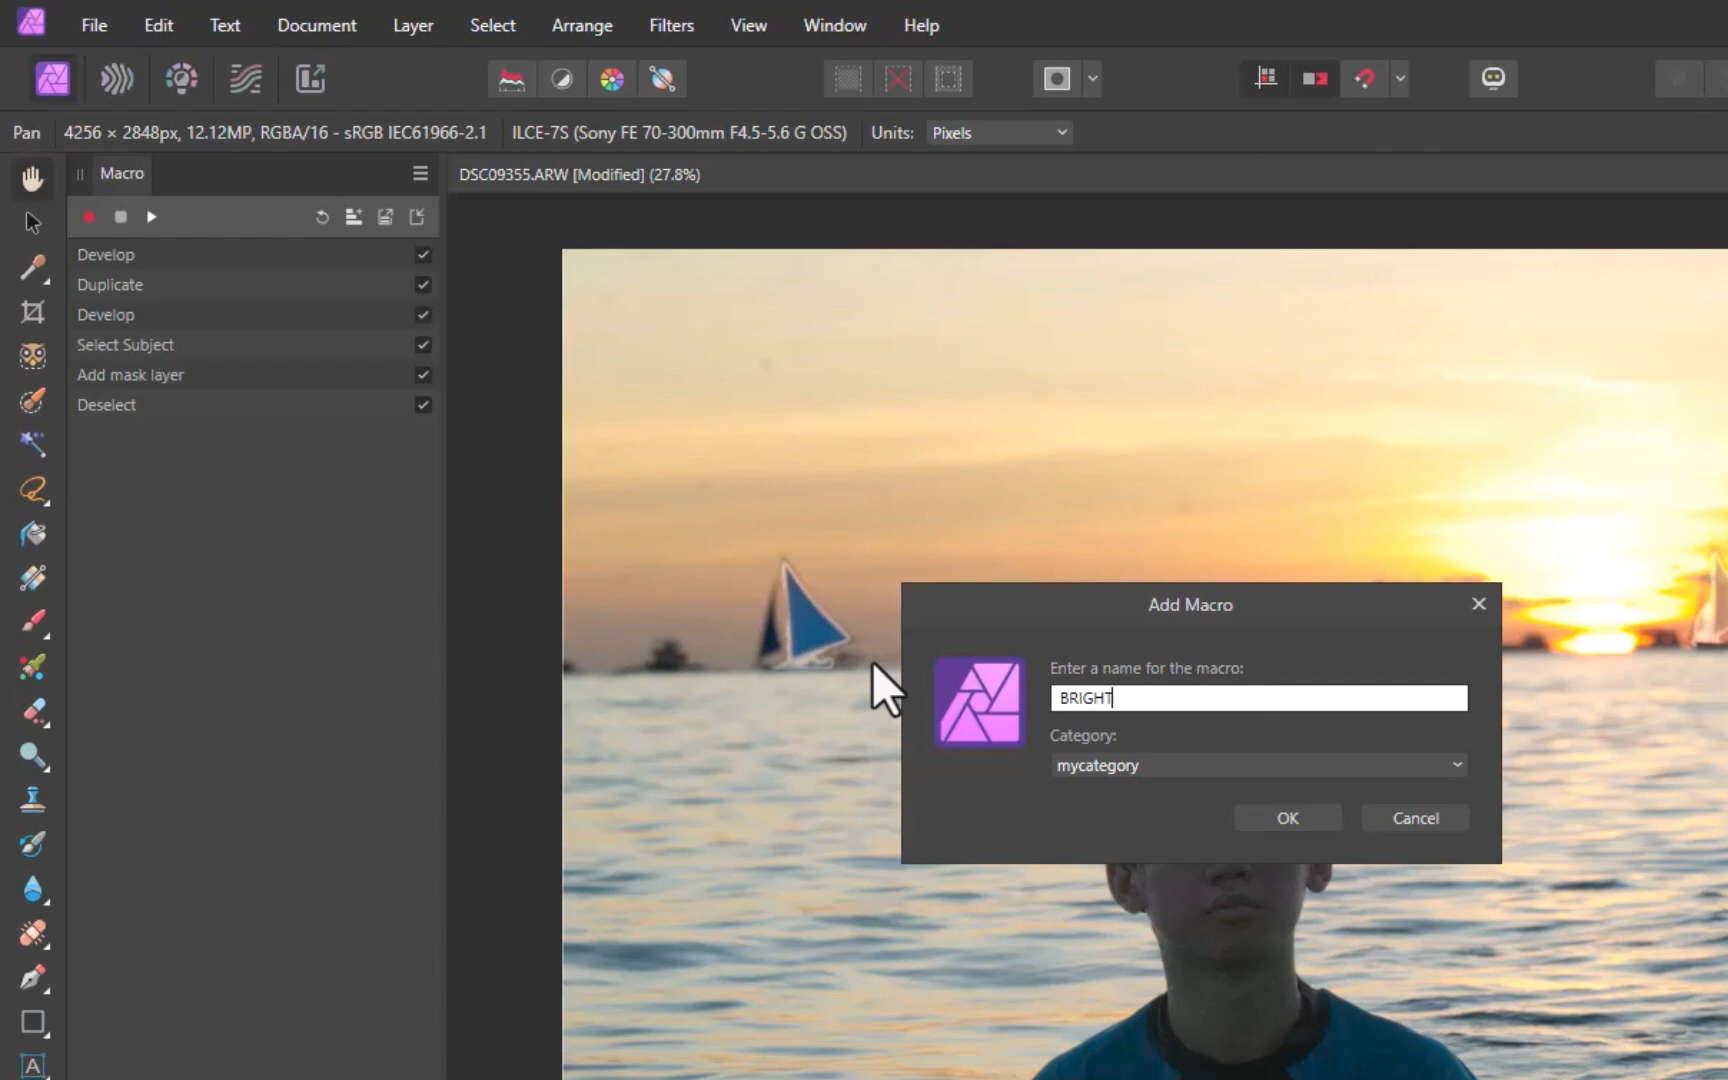 File Edit Text Document Layer Select Arrange Filters View Window Help
Pan 4256 × 2848px, 12.12MP, RGBA/16 - sRGB IEC61966-2.1 ILCE-7S (Sony FE 70-300mm F4.5-5.6 G OSS) Units: Pixels
Macro
DSC09355.ARW [Modified] (27.8%)
Develop
Duplicate
Develop
Select Subject
Add mask layer
Deselect
Add Macro
Enter a name for the macro:
BRIGHT
Category:
mycategory
OK Cancel
A